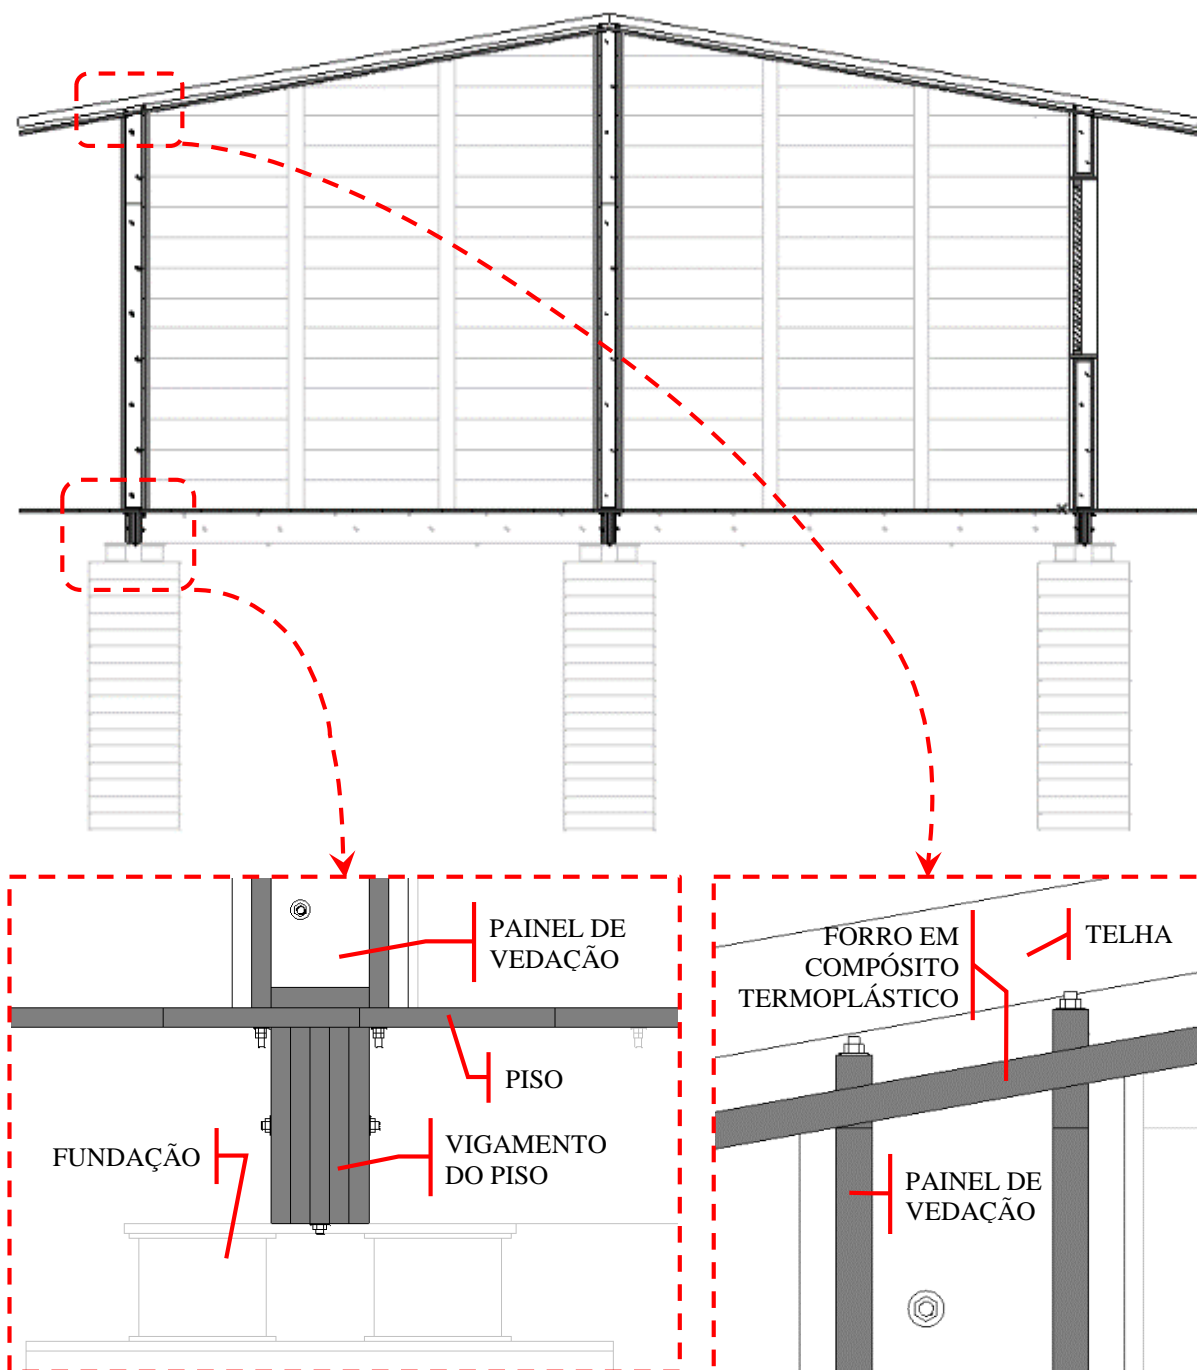 PAINEL DE
VEDAÇÃO
PISO
FUNDAÇÃO
VIGAMENTO
DO PISO
FORRO EM
COMPÓSITO
TERMOPLÁSTICO
TELHA
PAINEL DE
VEDAÇÃO